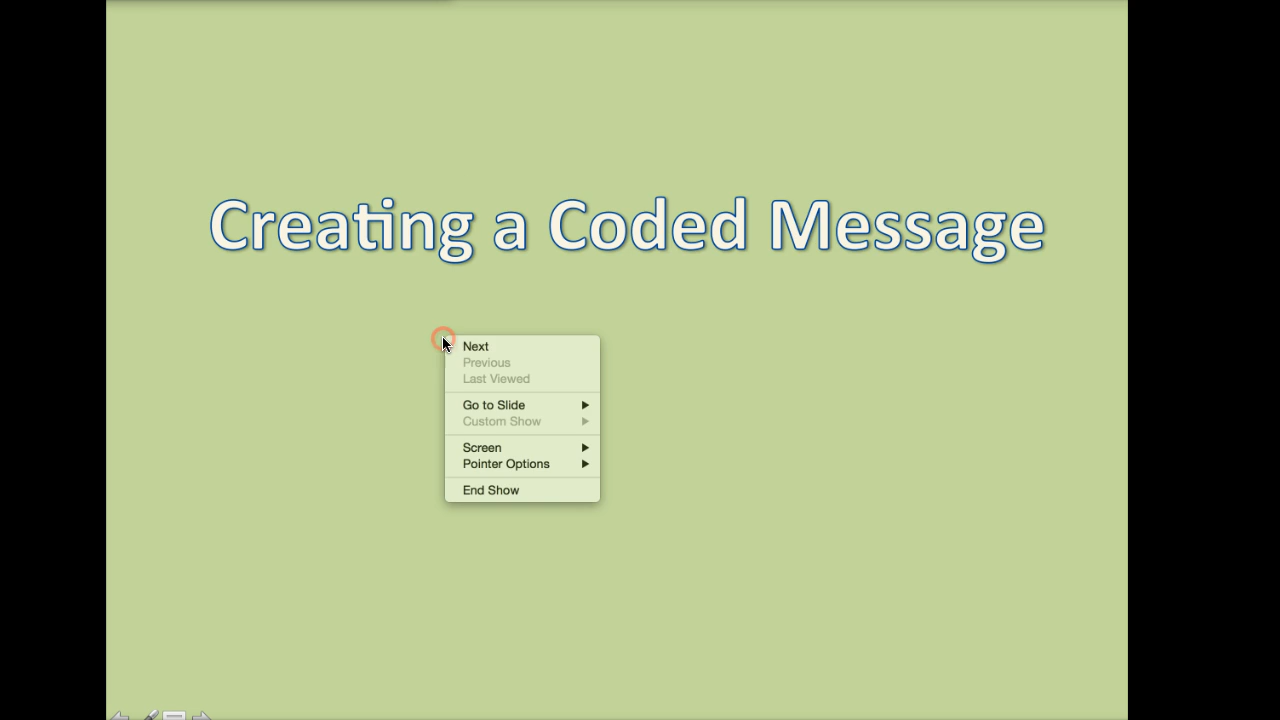 Creating a Coded Message
Next
Previous
Last Viewed
Go to Slide
Custom Show
Screen
Pointer Options
End Show